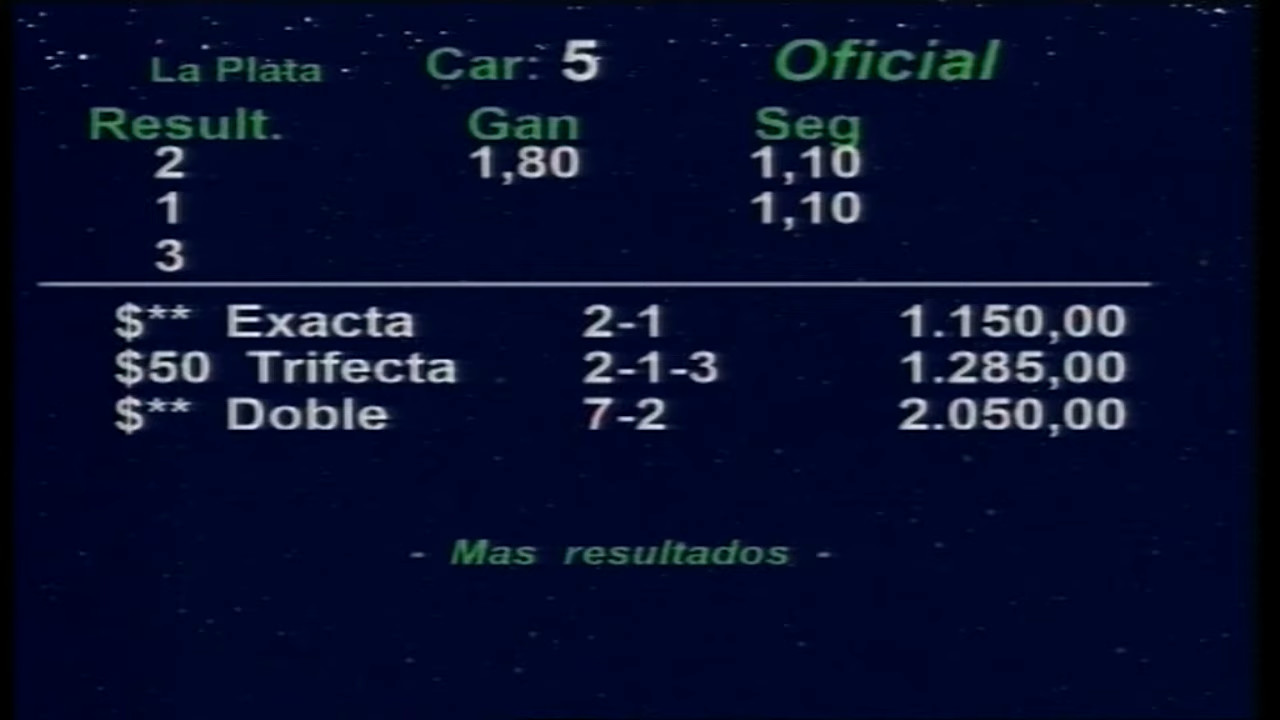 La Plata Car: 5 Oficial
Result. Gan Seg
2 1,80 1,10
1 1,10
3
$** Exacta 2-1 1.150,00
$50 Trifecta 2-1-3 1.285,00
$** Doble 7-2 2.050,00
- Mas resultados -